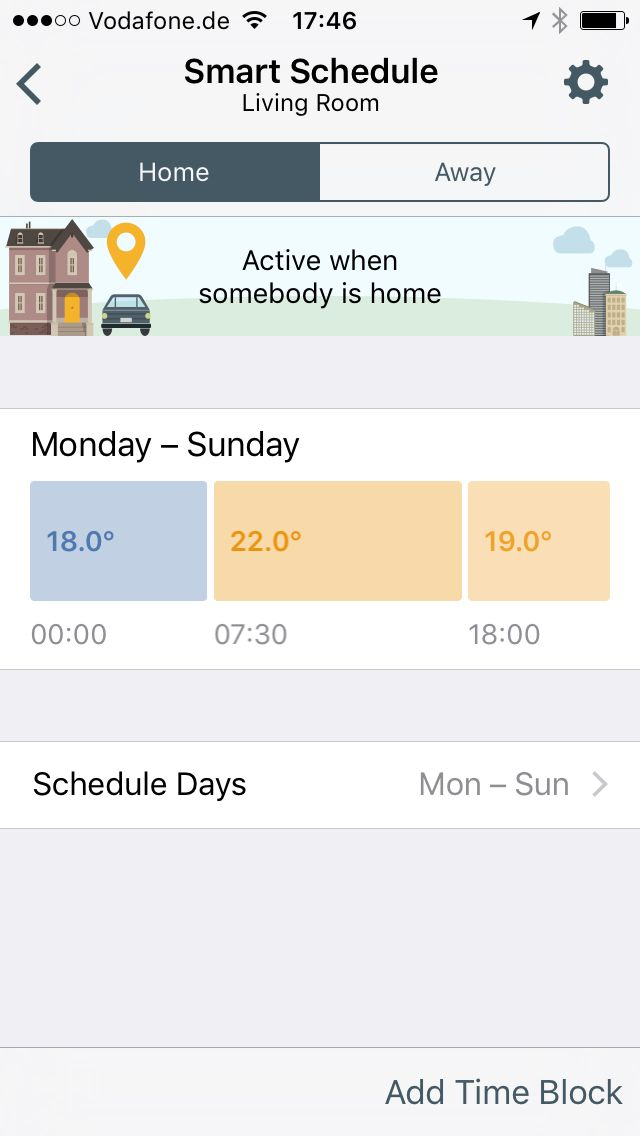 Vodafone.de 17:46
Smart Schedule
Living Room
Home Away
Active when
somebody is home
Monday – Sunday
18.0° 22.0° 19.0°
00:00 07:30 18:00
Schedule Days Mon – Sun
Add Time Block